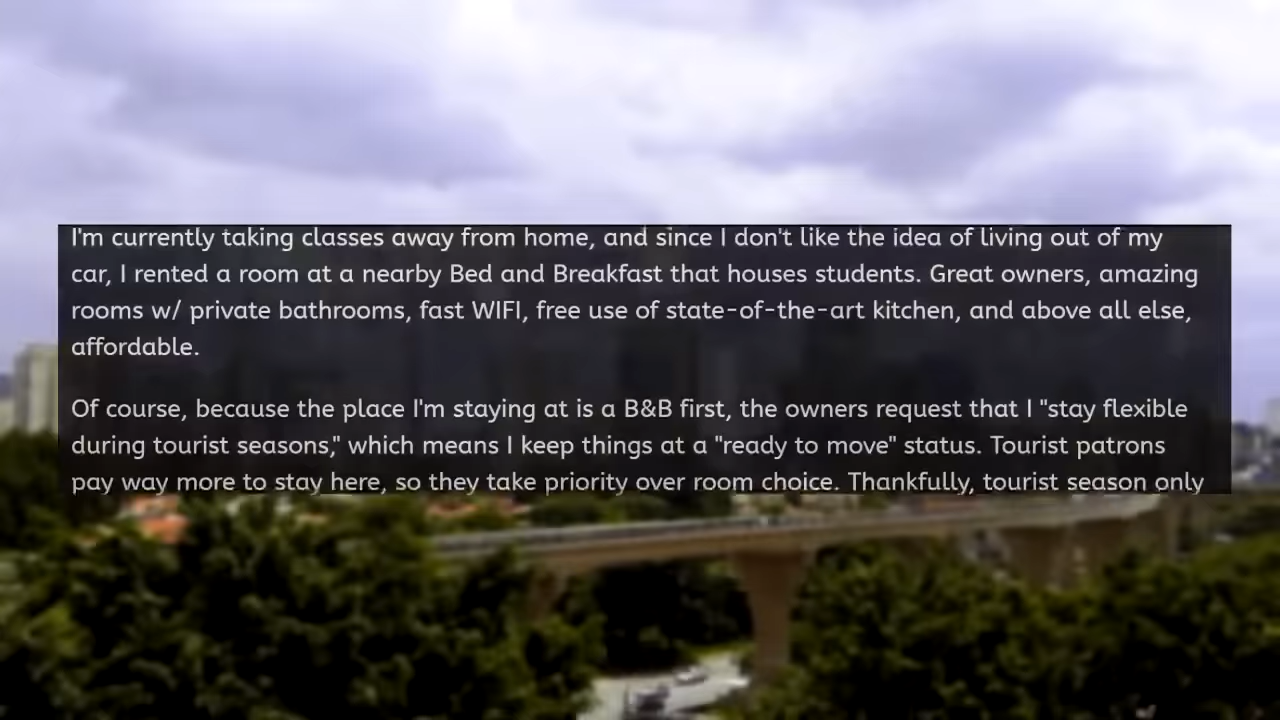 I'm currently taking classes away from home, and since I don't like the idea of living out of my
car, I rented a room at a nearby Bed and Breakfast that houses students. Great owners, amazing
rooms w/ private bathrooms, fast WIFI, free use of state-of-the-art kitchen, and above all else,
affordable.
Of course, because the place I'm staying at is a B&B first, the owners request that I "stay flexible
during tourist seasons," which means I keep things at a "ready to move" status. Tourist patrons
pay way more to stay here, so they take priority over room choice. Thankfully, tourist season only